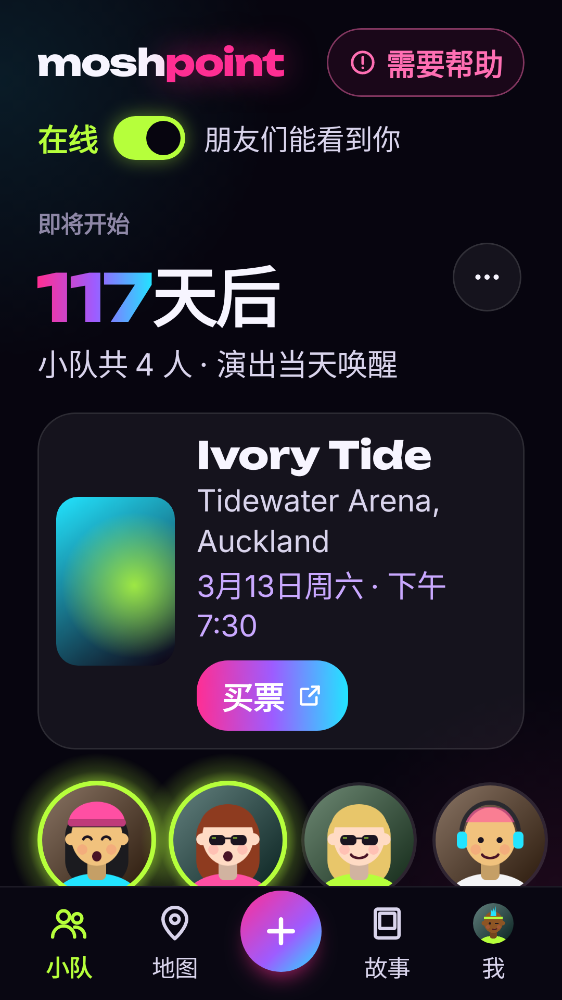 moshpoint
需要帮助
在线
朋友们能看到你
即将开始
117天后
小队共 4 人 · 演出当天唤醒
Ivory Tide
Tidewater Arena,
Auckland
3月13日周六 · 下午
7:30
买票
小队
地图
故事
我